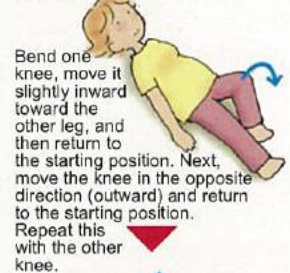 Bend one
knee, move it
slightly inward
toward the
other leg, and
then return to
the starting position. Next,
move the knee in the opposite
direction (outward) and return
to the starting position.
Repeat this
with the other
knee.